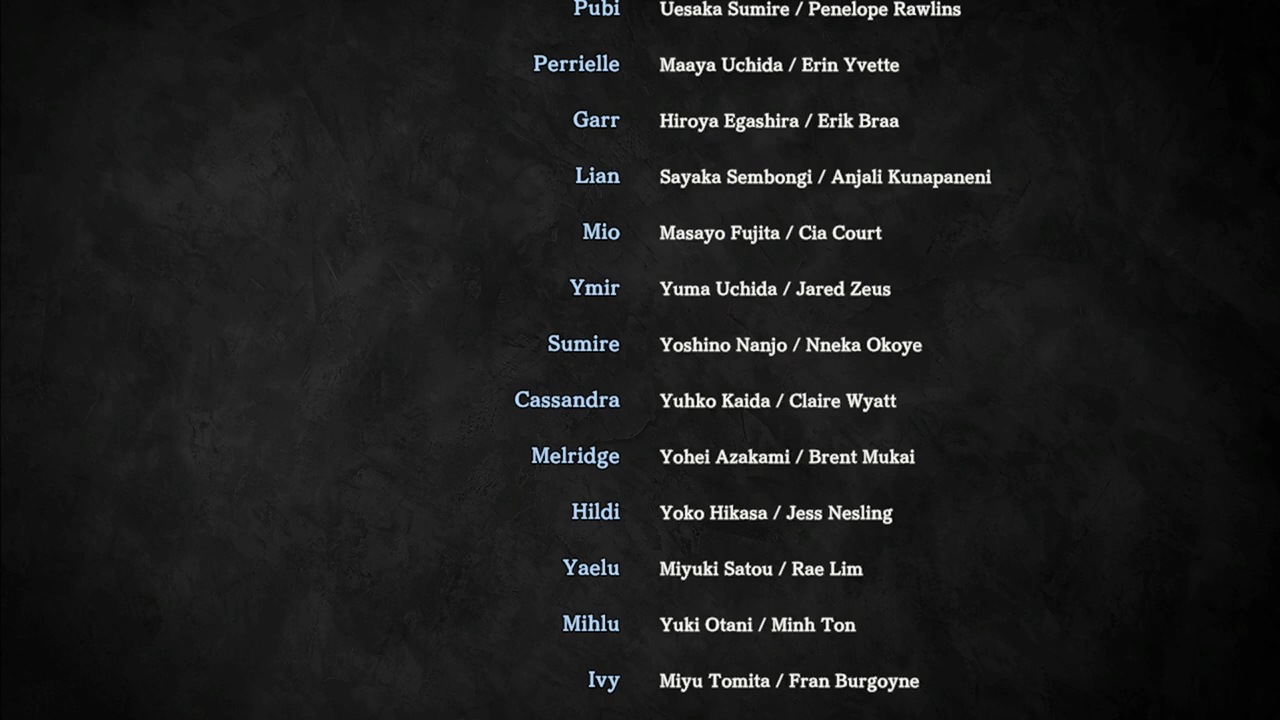 Pubi Uesaka Sumire / Penelope Rawlins
Perrielle Maaya Uchida / Erin Yvette
Garr Hiroya Egashira / Erik Braa
Lian Sayaka Sembongi / Anjali Kunapaneni
Mio Masayo Fujita / Cia Court
Ymir Yuma Uchida / Jared Zeus
Sumire Yoshino Nanjo / Nneka Okoye
Cassandra Yuhko Kaida / Claire Wyatt
Melridge Yohei Azakami / Brent Mukai
Hildi Yoko Hikasa / Jess Nesling
Yaelu Miyuki Satou / Rae Lim
Mihlu Yuki Otani / Minh Ton
Ivy Miyu Tomita / Fran Burgoyne